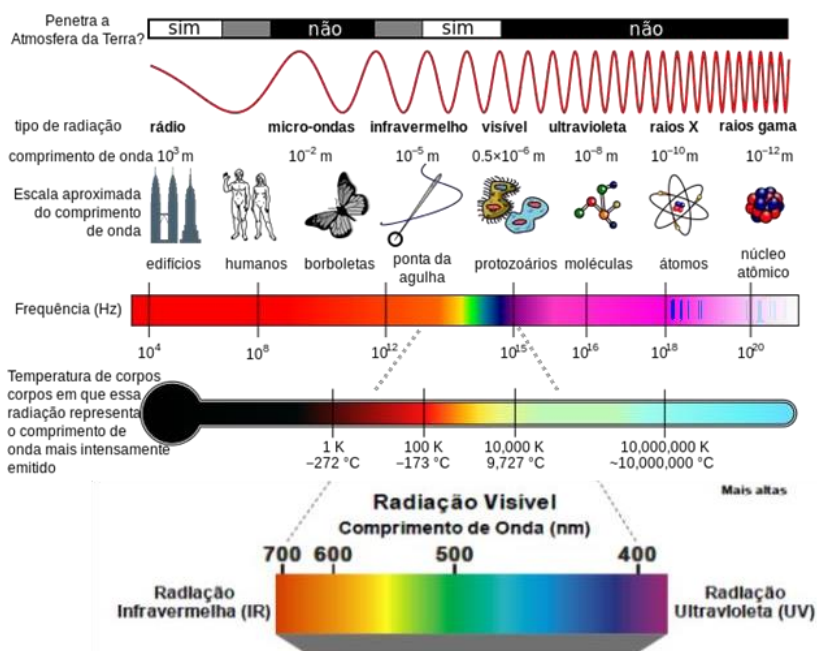 Penetra a
Atmosfera da Terra?
sim não sim não
tipo de radiação rádio micro-ondas infravermelho visível ultravioleta raios X raios gama
comprimento de onda 10³ m 10⁻² m 10⁻⁵ m 0.5×10⁻⁶ m 10⁻⁸ m 10⁻¹⁰ m 10⁻¹² m
Escala aproximada
do comprimento
de onda
edifícios humanos borboletas ponta da agulha protozoários moléculas átomos núcleo atômico
Frequência (Hz)
10⁴ 10⁸ 10¹² 10¹⁵ 10¹⁶ 10¹⁸ 10²⁰
Temperatura de corpos
corpos em que essa
radiação representa
o comprimento de
onda mais intensamente
emitido
1 K 100 K 10,000 K 10,000,000 K
−272 °C −173 °C 9,727 °C ~10,000,000 °C
Mais altas
Radiação Visível
Comprimento de Onda (nm)
700 600 500 400
Radiação
Infravermelha (IR)
Radiação
Ultravioleta (UV)